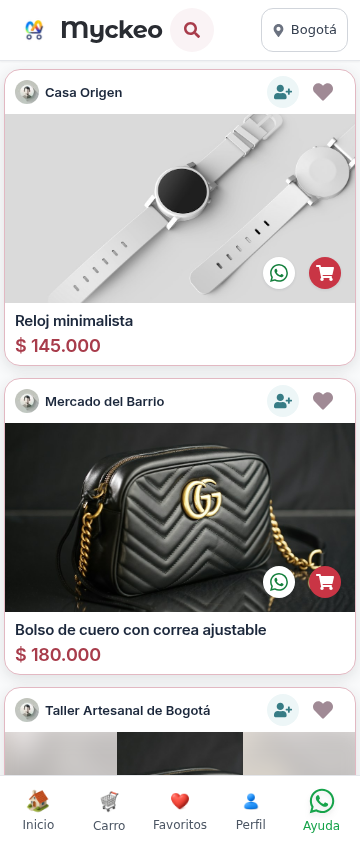 Myckeo
Bogotá
Casa Origen
Reloj minimalista
$ 145.000
Mercado del Barrio
GG
Bolso de cuero con correa ajustable
$ 180.000
Taller Artesanal de Bogotá
Inicio
Carro
Favoritos
Perfil
Ayuda